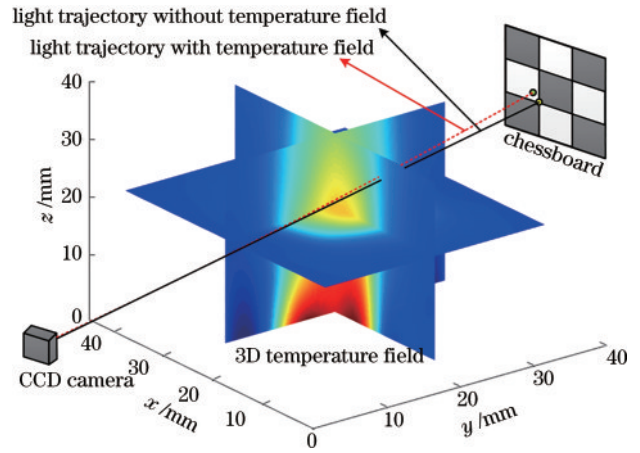 light trajectory without temperature field
light trajectory with temperature field
40
30
20
10
0
z /mm
chessboard
CCD camera
3D temperature field
40
30
20
10
x /mm
0
10
20
30
40
y /mm